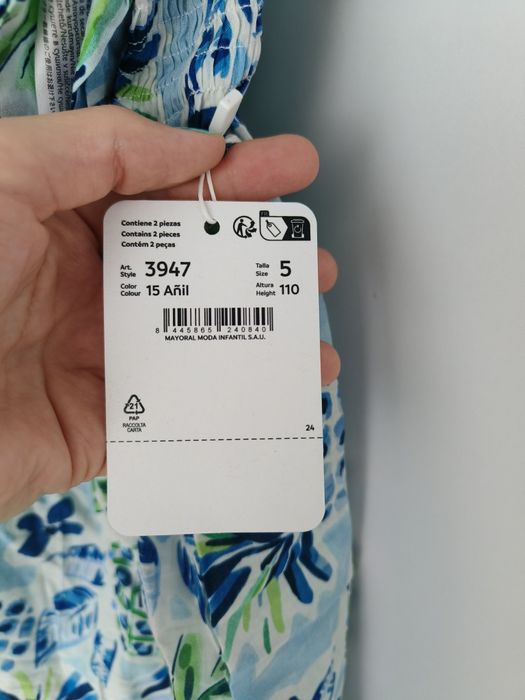 Contiene 2 piezas
Contains 2 pieces
Contém 2 peças
Art. Style 3947
Talla Size 5
Color Colour 15 Añil
Altura Height 110
8 445865 240840
MAYORAL MODA INFANTIL S.A.U.
21
PAP
RACCOLTA
CARTA
24